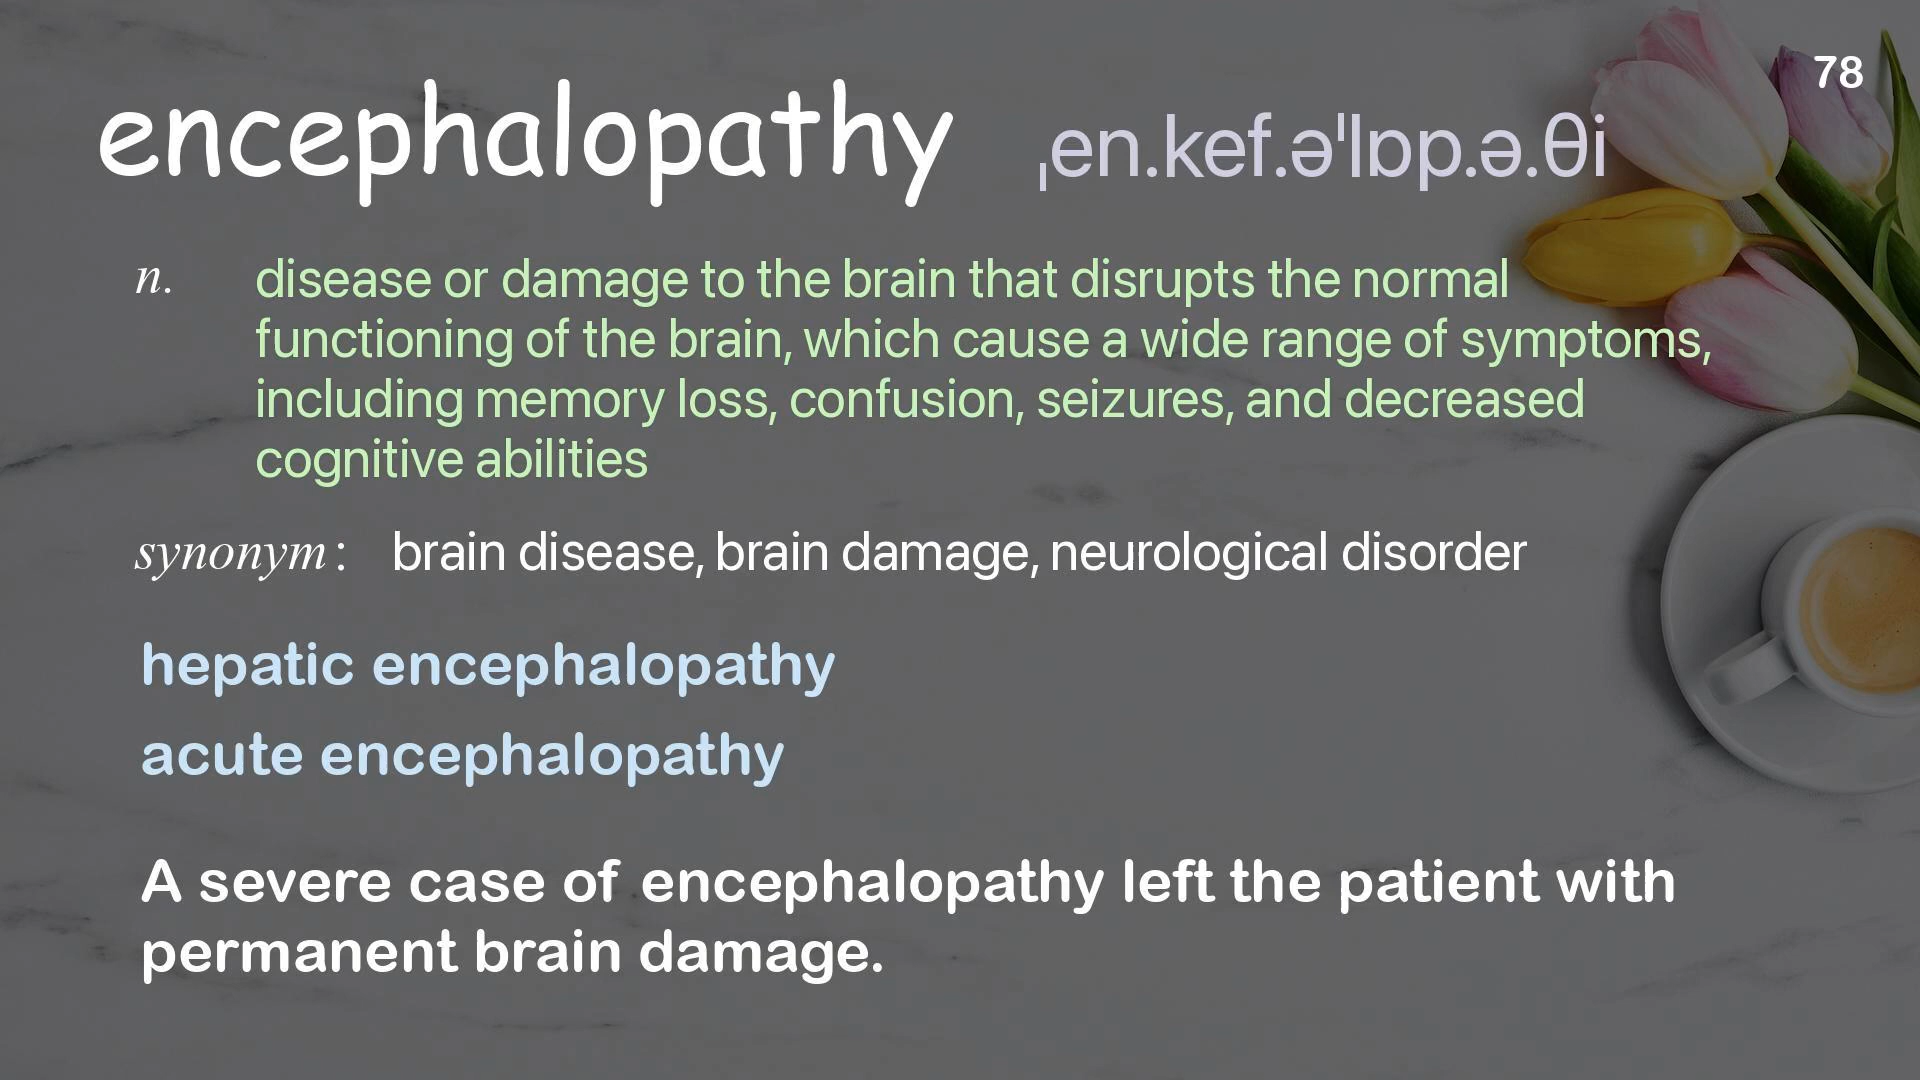 78
encephalopathy ˌen.kef.əˈlɒp.ə.θi
n. disease or damage to the brain that disrupts the normal
functioning of the brain, which cause a wide range of symptoms,
including memory loss, confusion, seizures, and decreased
cognitive abilities
synonym : brain disease, brain damage, neurological disorder
hepatic encephalopathy
acute encephalopathy
A severe case of encephalopathy left the patient with
permanent brain damage.